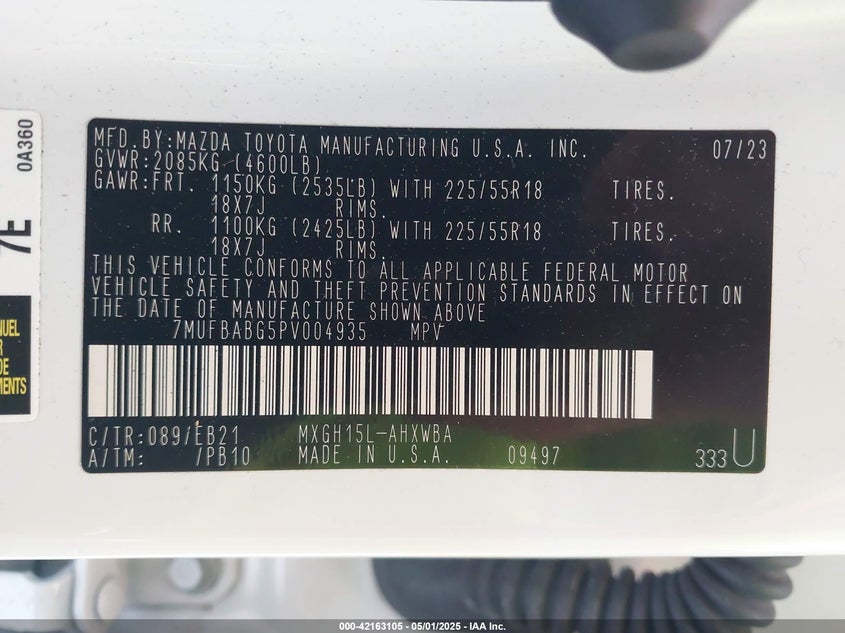 0A360
7E
MFD.BY:MAZDA TOYOTA MANUFACTURING U.S.A. INC. 07/23
GVWR:2085KG (4600LB)
GAWR:FRT. 1150KG (2535LB) WITH 225/55R18 TIRES.
18X7J RIMS.
RR. 1100KG (2425LB) WITH 225/55R18 TIRES.
18X7J RIMS.
THIS VEHICLE CONFORMS TO ALL APPLICABLE FEDERAL MOTOR
VEHICLE SAFETY AND THEFT PREVENTION STANDARDS IN EFFECT ON
THE DATE OF MANUFACTURE SHOWN ABOVE
7MUFBABG5PV004935 MPV
C/TR:089/EB21 MXGH15L-AHXWBA
A/TM: /PB10 MADE IN U.S.A. 09497 333U
000-42163105 - 05/01/2025 - IAA Inc.